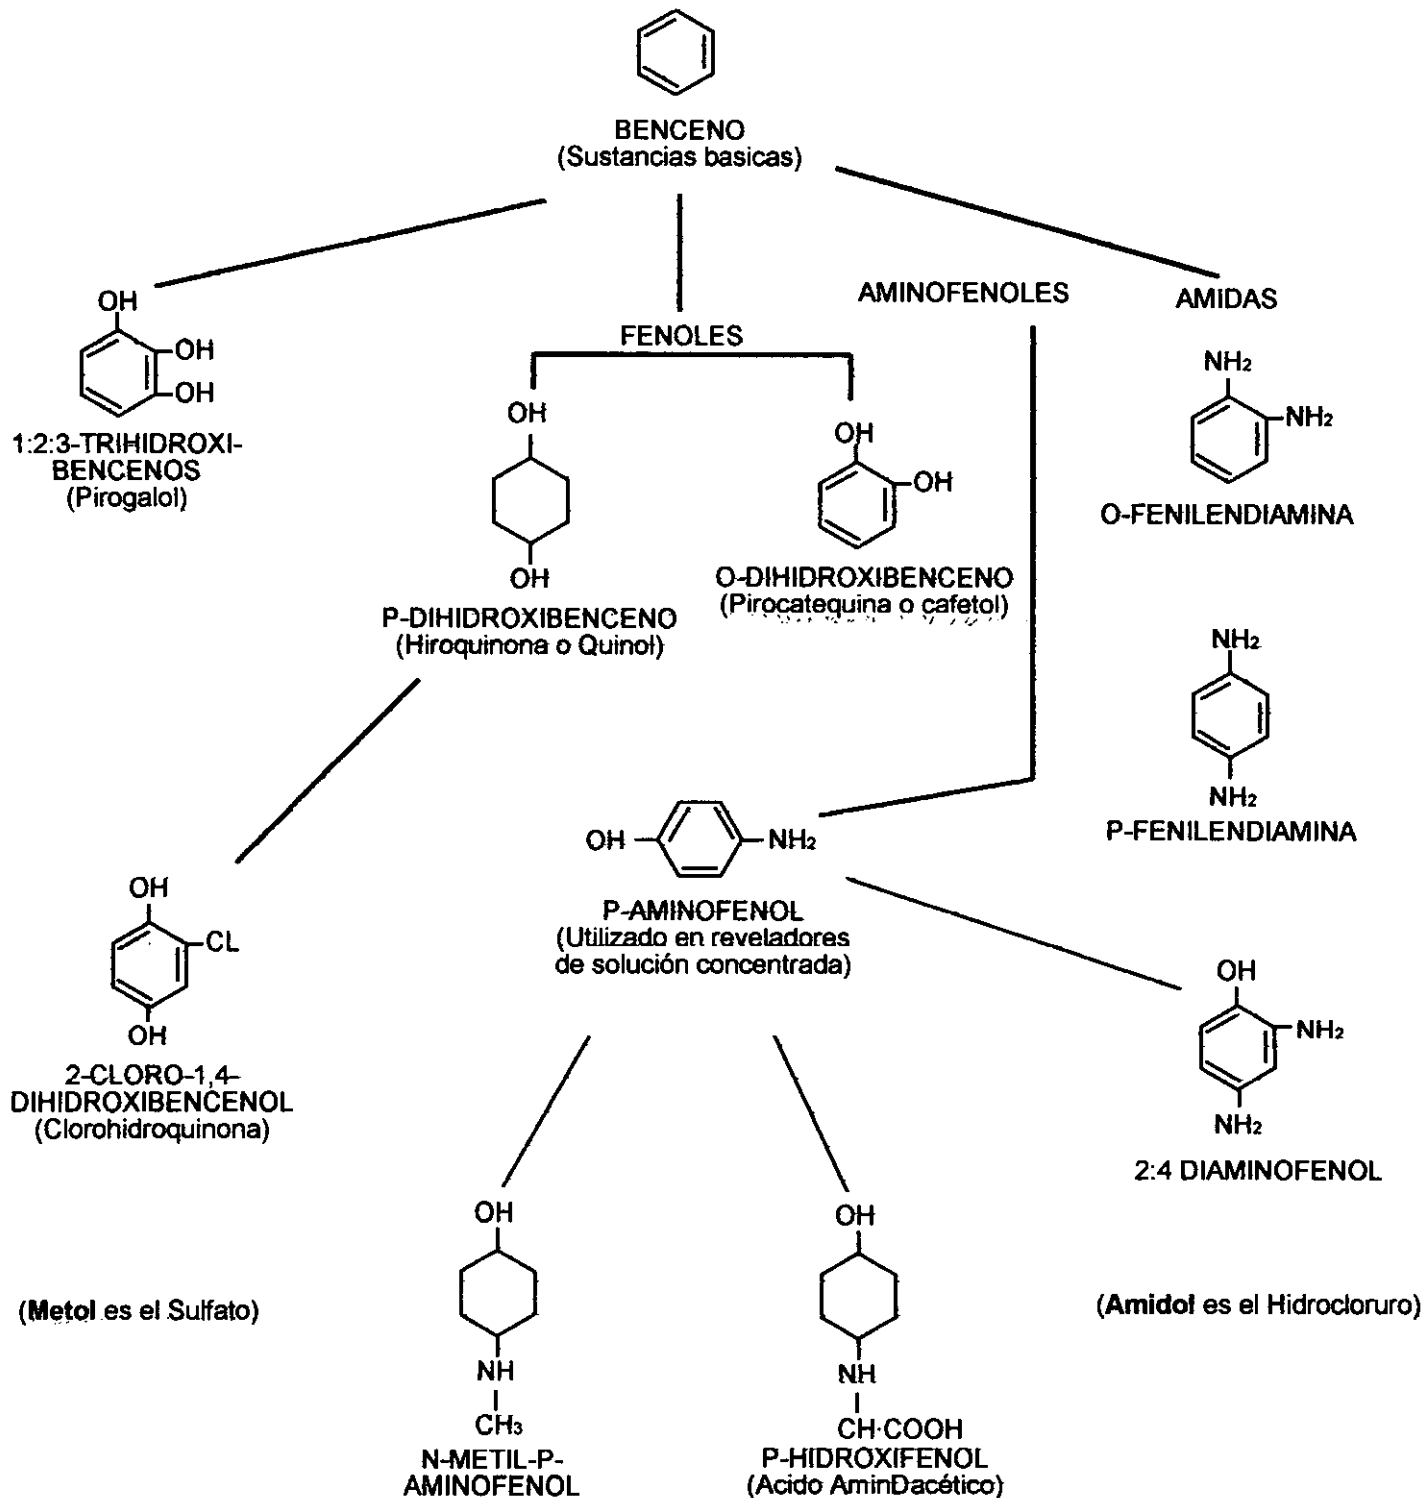 BENCENO
(Sustancias basicas)
AMINOFENOLES
AMIDAS
FENOLES
OH
OH
OH
1:2:3-TRIHIDROXI-
BENCENOS
(Pirogalol)
OH
OH
P-DIHIDROXIBENCENO
(Hiroquinona o Quinol)
OH
OH
O-DIHIDROXIBENCENO
(Pirocatequina o cafetol)
NH2
NH2
O-FENILENDIAMINA
NH2
NH2
P-FENILENDIAMINA
OH
NH2
P-AMINOFENOL
(Utilizado en reveladores
de solución concentrada)
OH
CL
OH
2-CLORO-1,4-
DIHIDROXIBENCENOL
(Clorohidroquinona)
OH
NH2
NH2
2:4 DIAMINOFENOL
(Metol es el Sulfato)
OH
NH
CH3
N-METIL-P-
AMINOFENOL
OH
NH
CH·COOH
P-HIDROXIFENOL
(Acido AminDacético)
(Amidol es el Hidrocloruro)